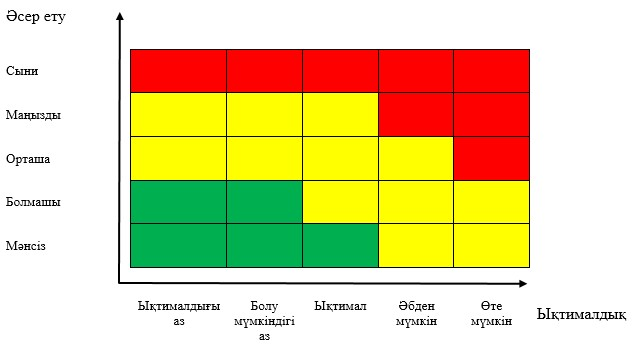 Әсер ету
Сыни
Маңызды
Орташа
Болмашы
Мәнсіз
Ықтималдығы
аз
Болу
мүмкіндігі
аз
Ықтимал
Әбден
мүмкін
Өте
мүмкін
Ықтималдық